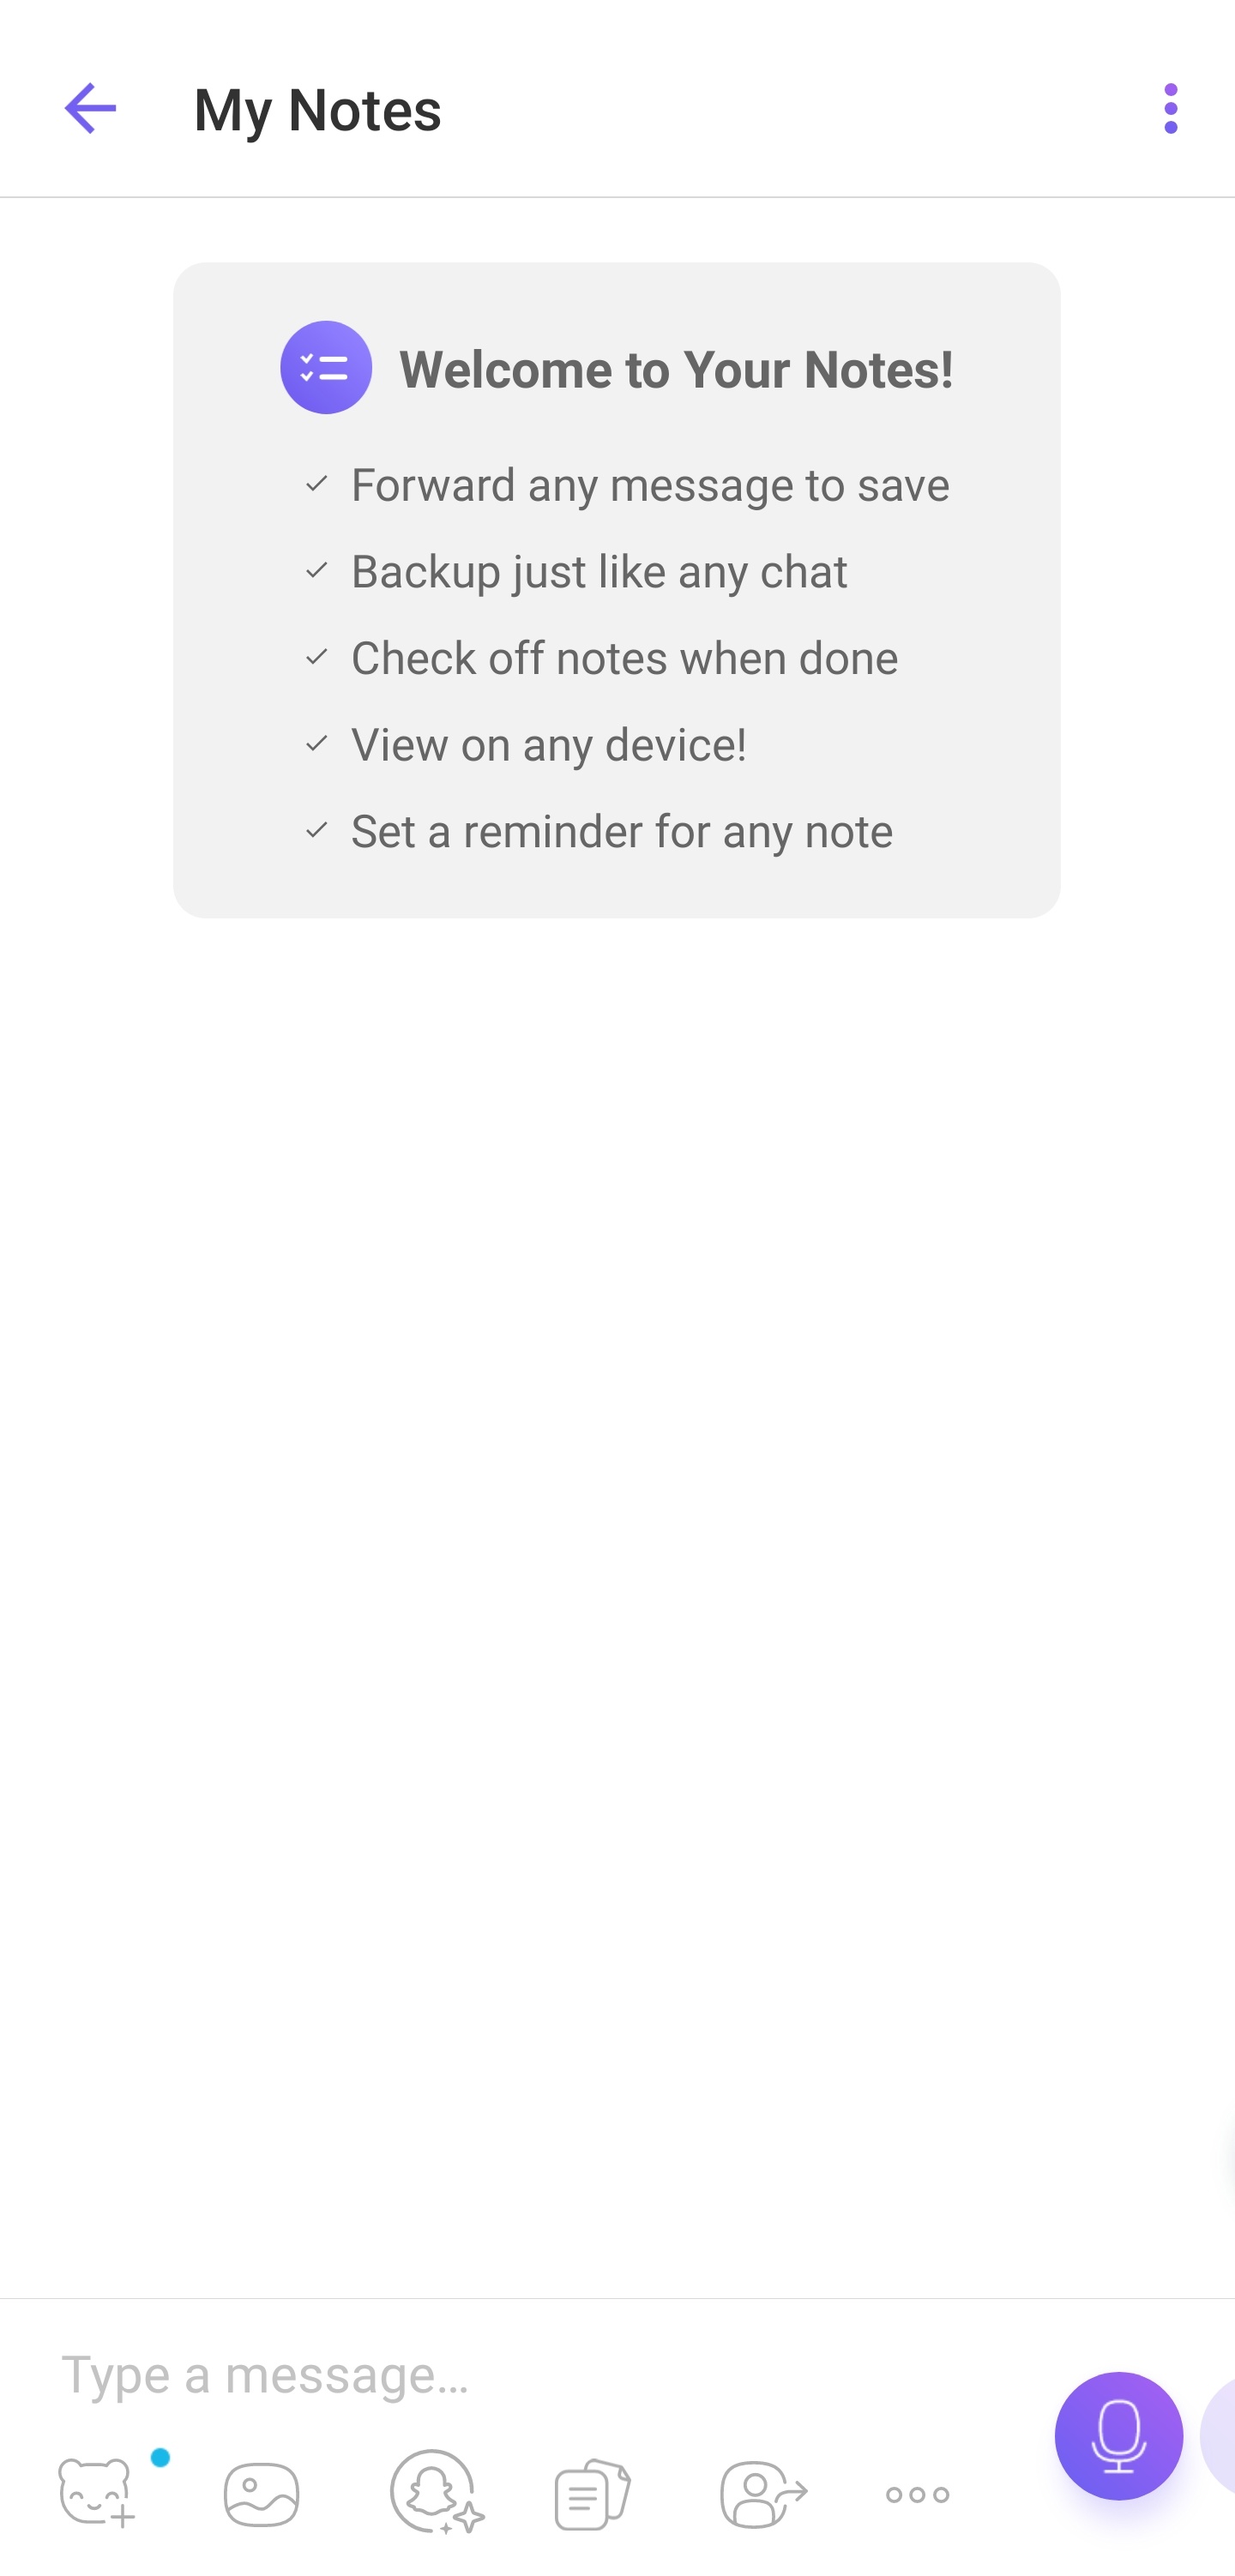 My Notes
Welcome to Your Notes!
Forward any message to save
Backup just like any chat
Check off notes when done
View on any device!
Set a reminder for any note
Type a message...